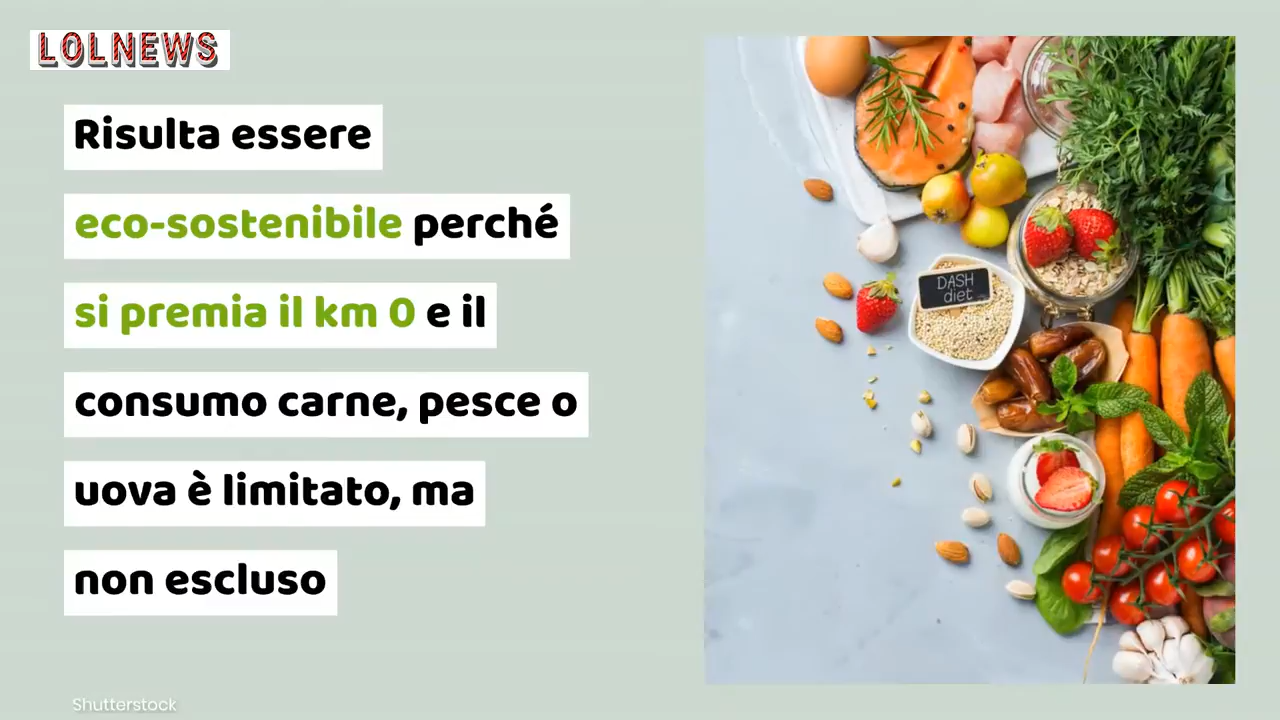 LOLNEWS
Risulta essere
eco-sostenibile perché
si premia il km 0 e il
consumo carne, pesce o
uova è limitato, ma
non escluso
DASH
diet
Shutterstock